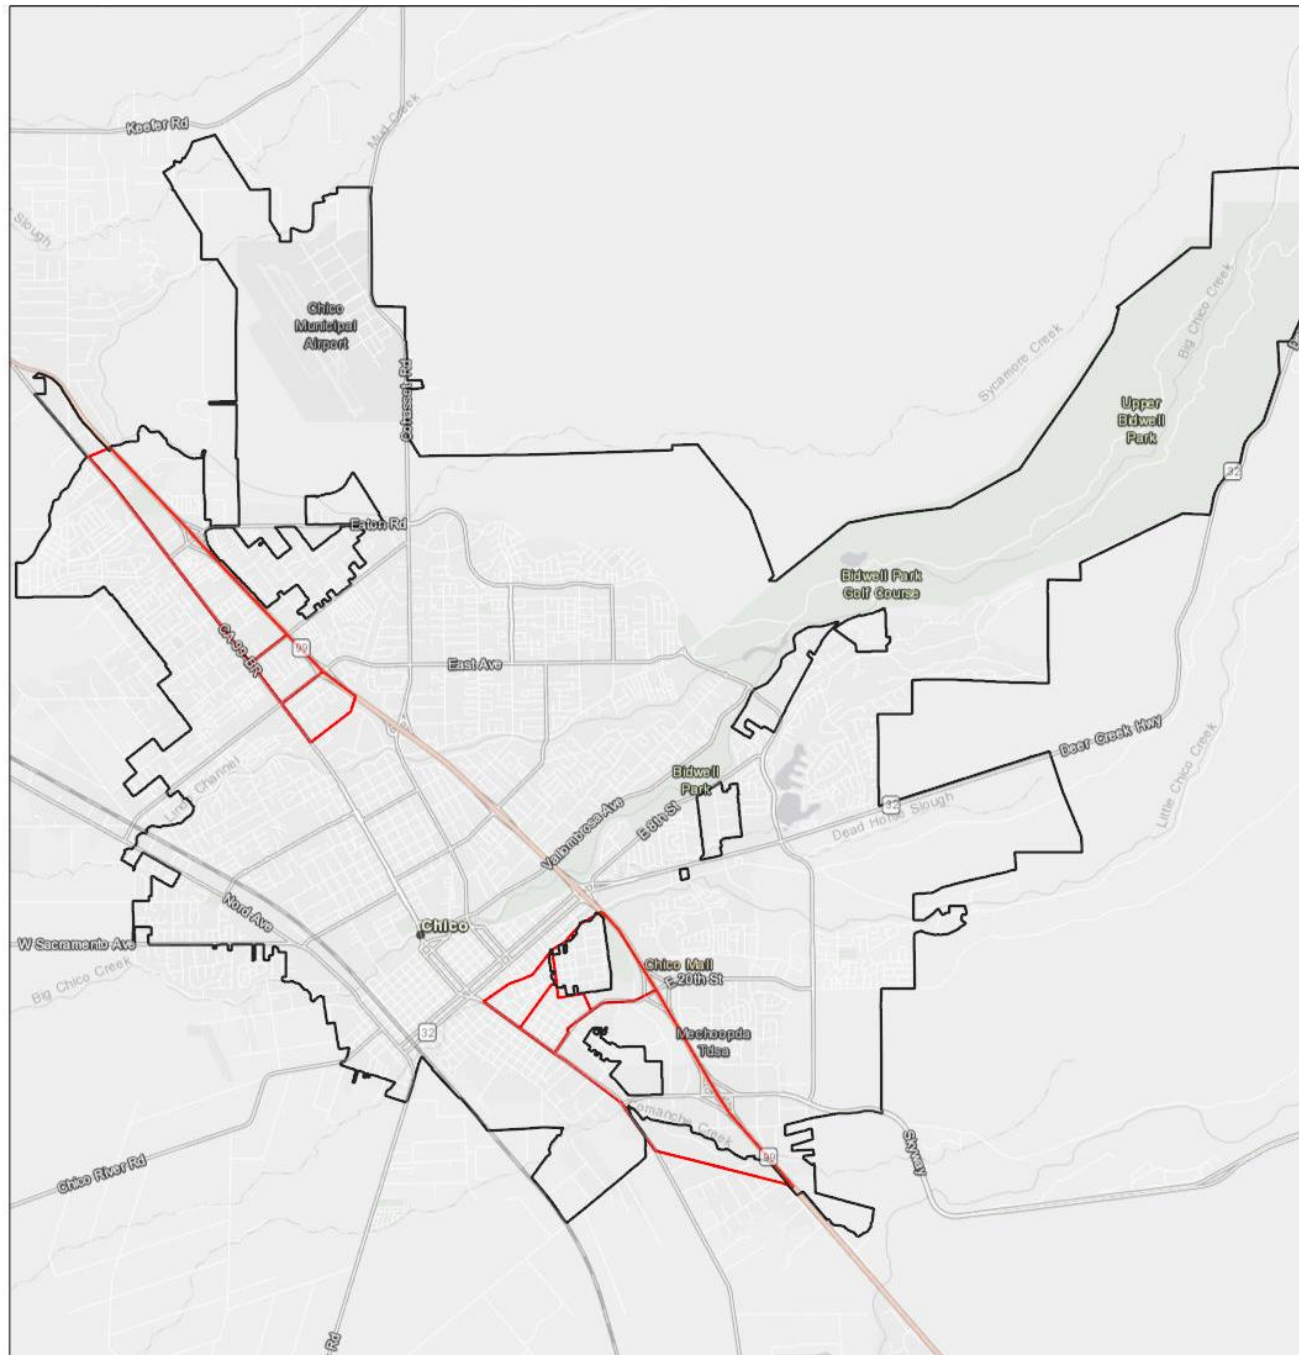 Keefer Rd
Mud Creek
Slough
Chico
Municipal
Airport
Cohasset Rd
Sycamore Creek
Big Chico Creek
Upper
Bidwell
Park
32
Eaton Rd
Bidwell Park
Golf Course
CA-99-BR
99
East Ave
Deer Creek Hwy
Little Chico Creek
Lindo Channel
Bidwell
Park
Vallombrosa Ave
E 8th St
32
Dead Horse Slough
Nord Ave
Chico
W Sacramento Ave
Big Chico Creek
Chico Mall
E 20th St
32
Mechoopda
Tdsa
Comanche Creek
99
Skyway
Chico River Rd
Rd